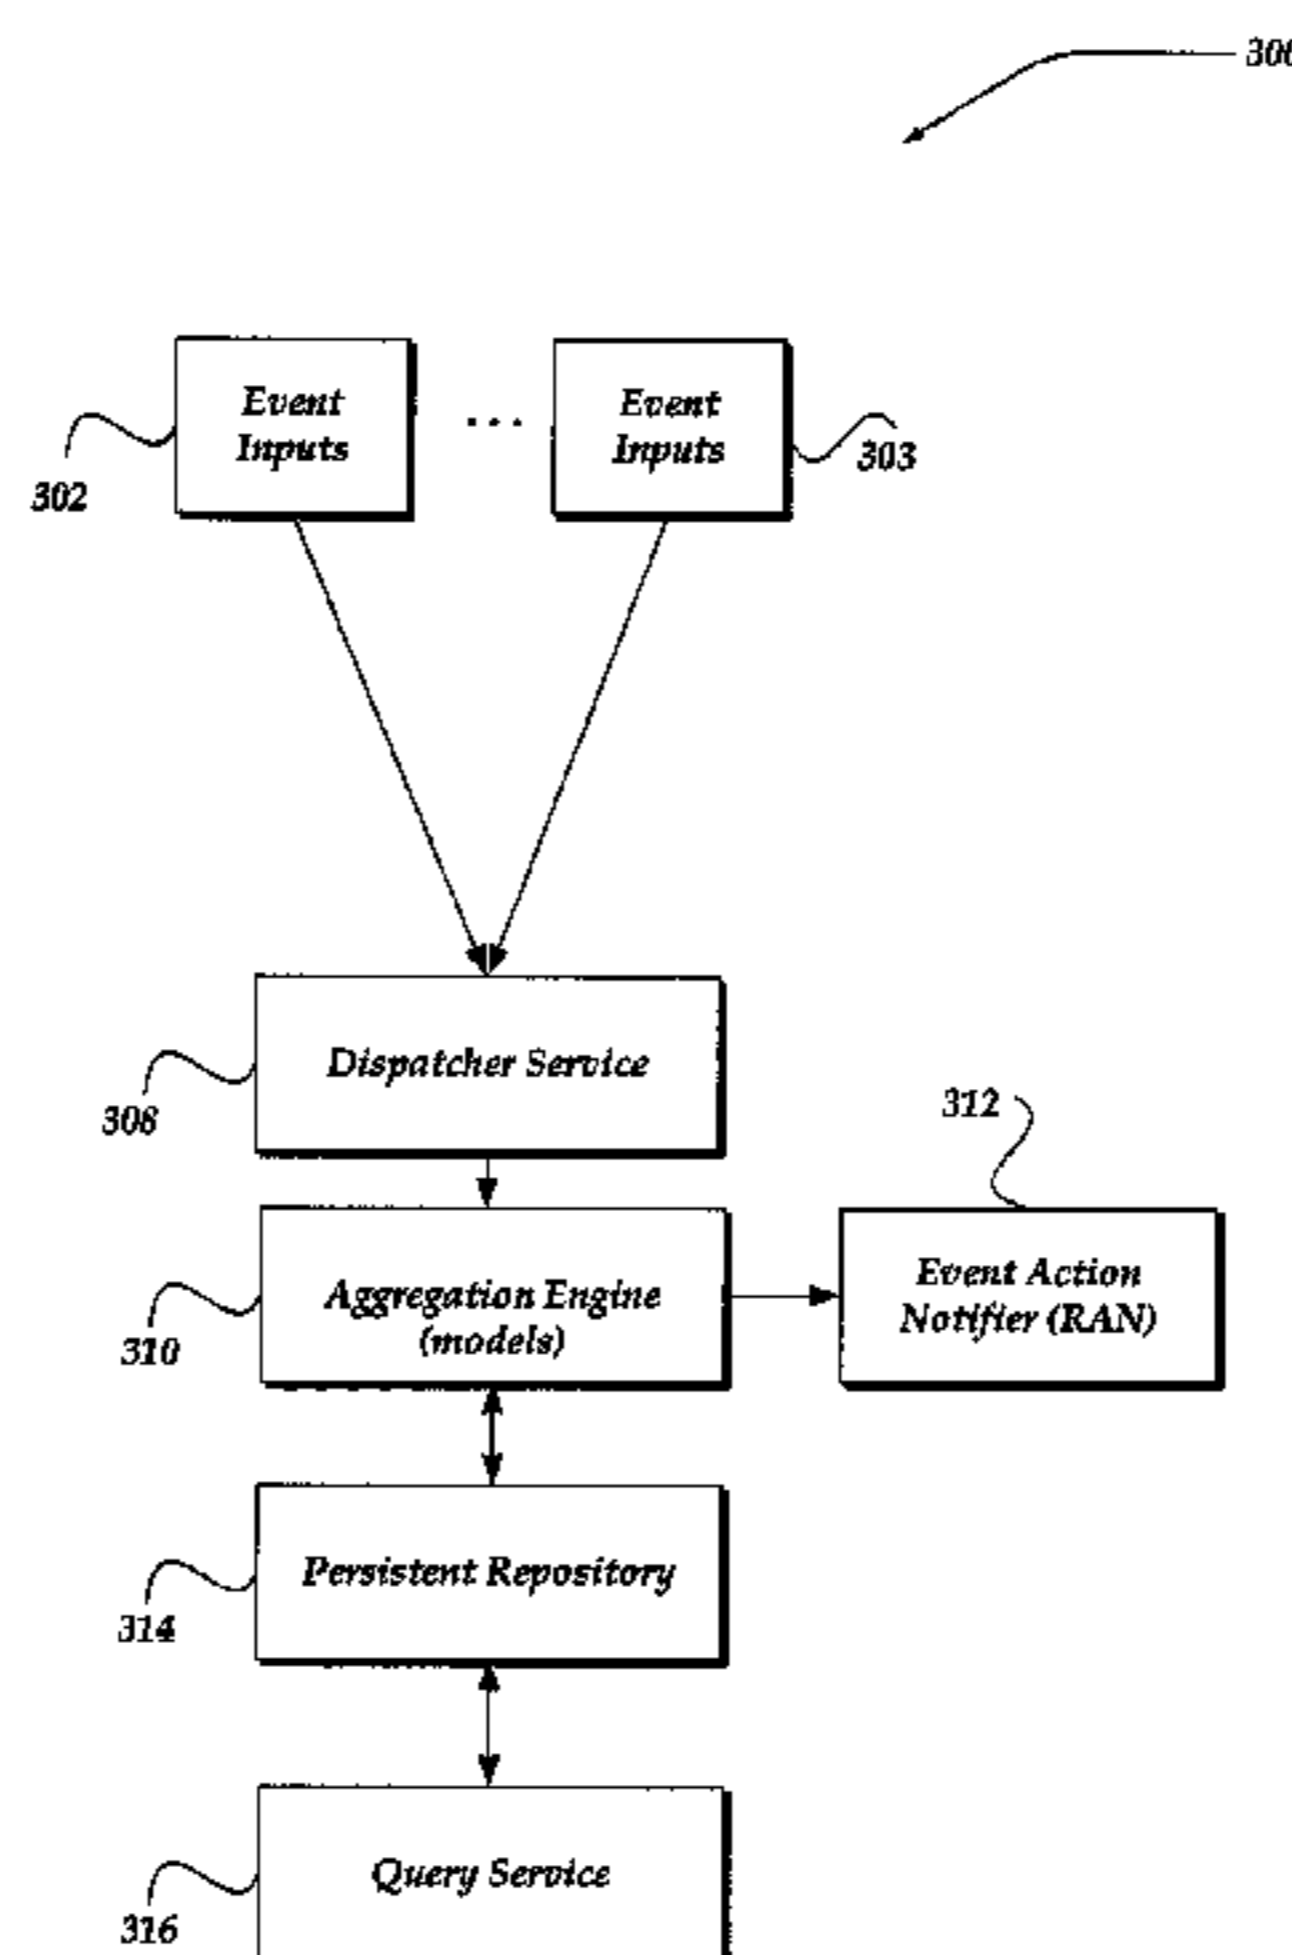 300
Event
Inputs
. . .
Event
Inputs
302
303
Dispatcher Service
308
312
Aggregation Engine
(models)
Event Action
Notifier (RAN)
310
Persistent Repository
314
Query Service
316